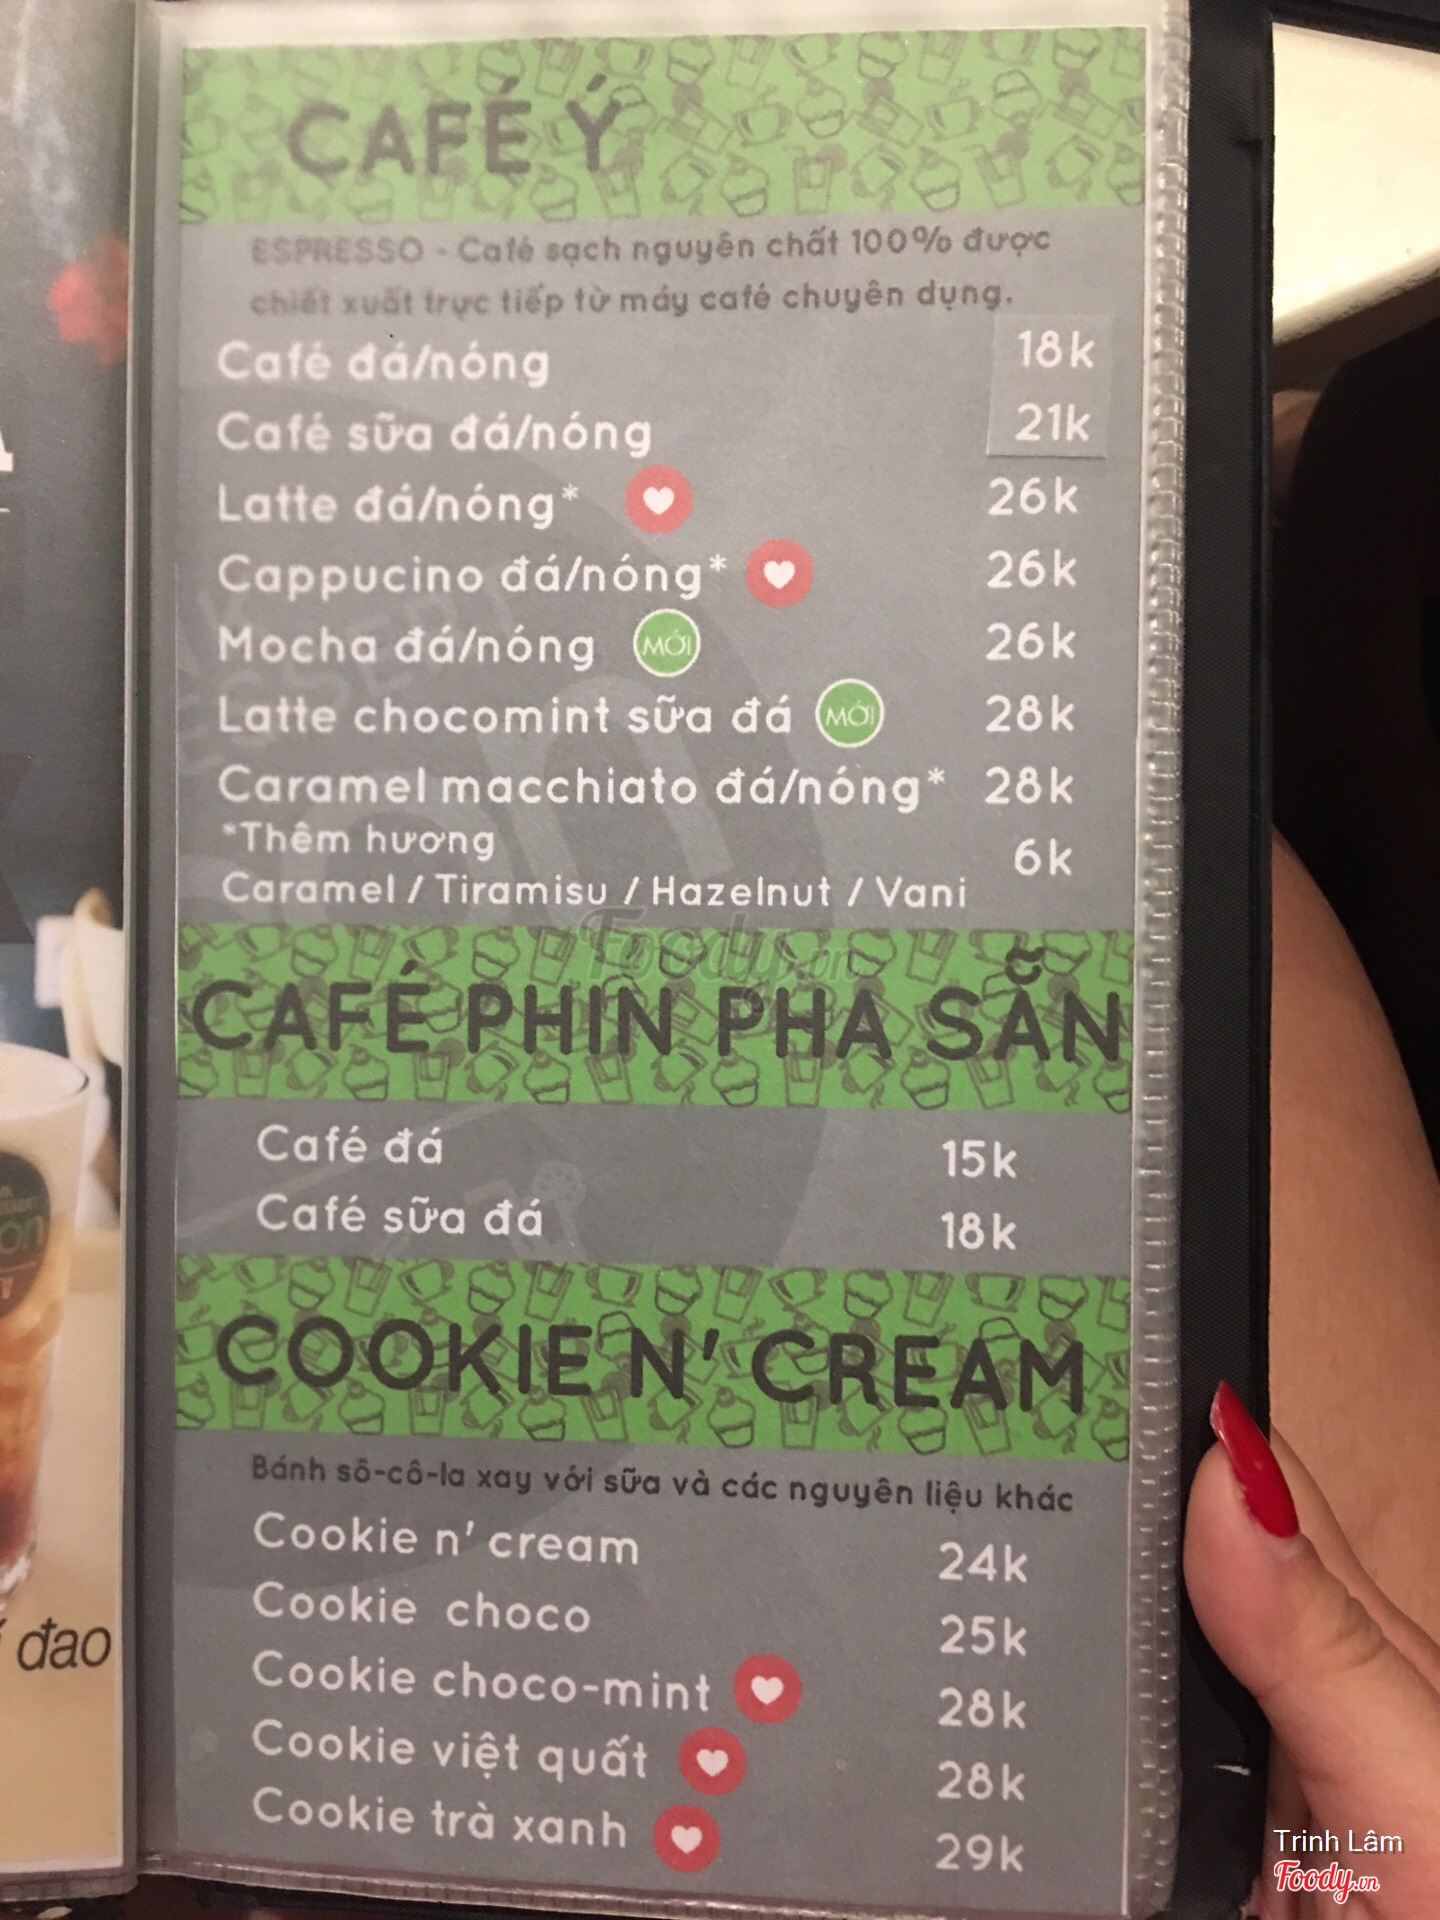 CAFÉ Ý
ESPRESSO - Café sạch nguyên chất 100% được
chiết xuất trực tiếp từ máy café chuyên dụng.
Café đá/nóng 18k
Café sữa đá/nóng 21k
Latte đá/nóng* 26k
Cappucino đá/nóng* 26k
Mocha đá/nóng MỚI 26k
Latte chocomint sữa đá MỚI 28k
Caramel macchiato đá/nóng* 28k
*Thêm hương 6k
Caramel / Tiramisu / Hazelnut / Vani
Foody.vn
CAFÉ PHIN PHA SẴN
Café đá 15k
Café sữa đá 18k
COOKIE N' CREAM
Bánh sô-cô-la xay với sữa và các nguyên liệu khác
Cookie n' cream 24k
Cookie choco 25k
Cookie choco-mint 28k
Cookie việt quất 28k
Cookie trà xanh 29k
đao
Trinh Lâm
Foody.vn